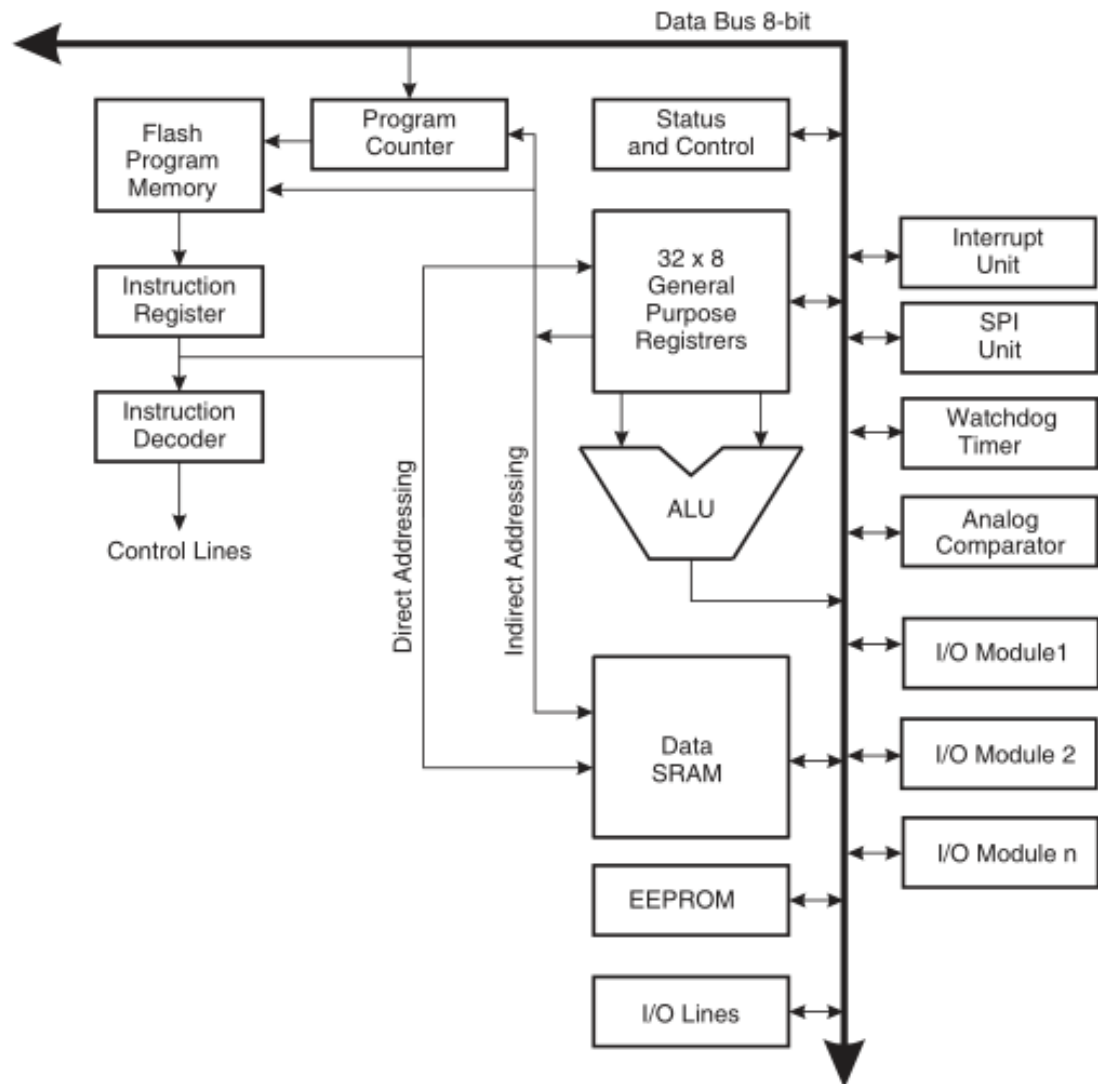 Data Bus 8-bit
Flash
Program
Memory
Program
Counter
Status
and Control
Interrupt
Unit
32 x 8
General
Purpose
Registrers
Instruction
Register
SPI
Unit
Instruction
Decoder
Watchdog
Timer
Control Lines
Direct Addressing
Indirect Addressing
ALU
Analog
Comparator
I/O Module1
Data
SRAM
I/O Module 2
I/O Module n
EEPROM
I/O Lines